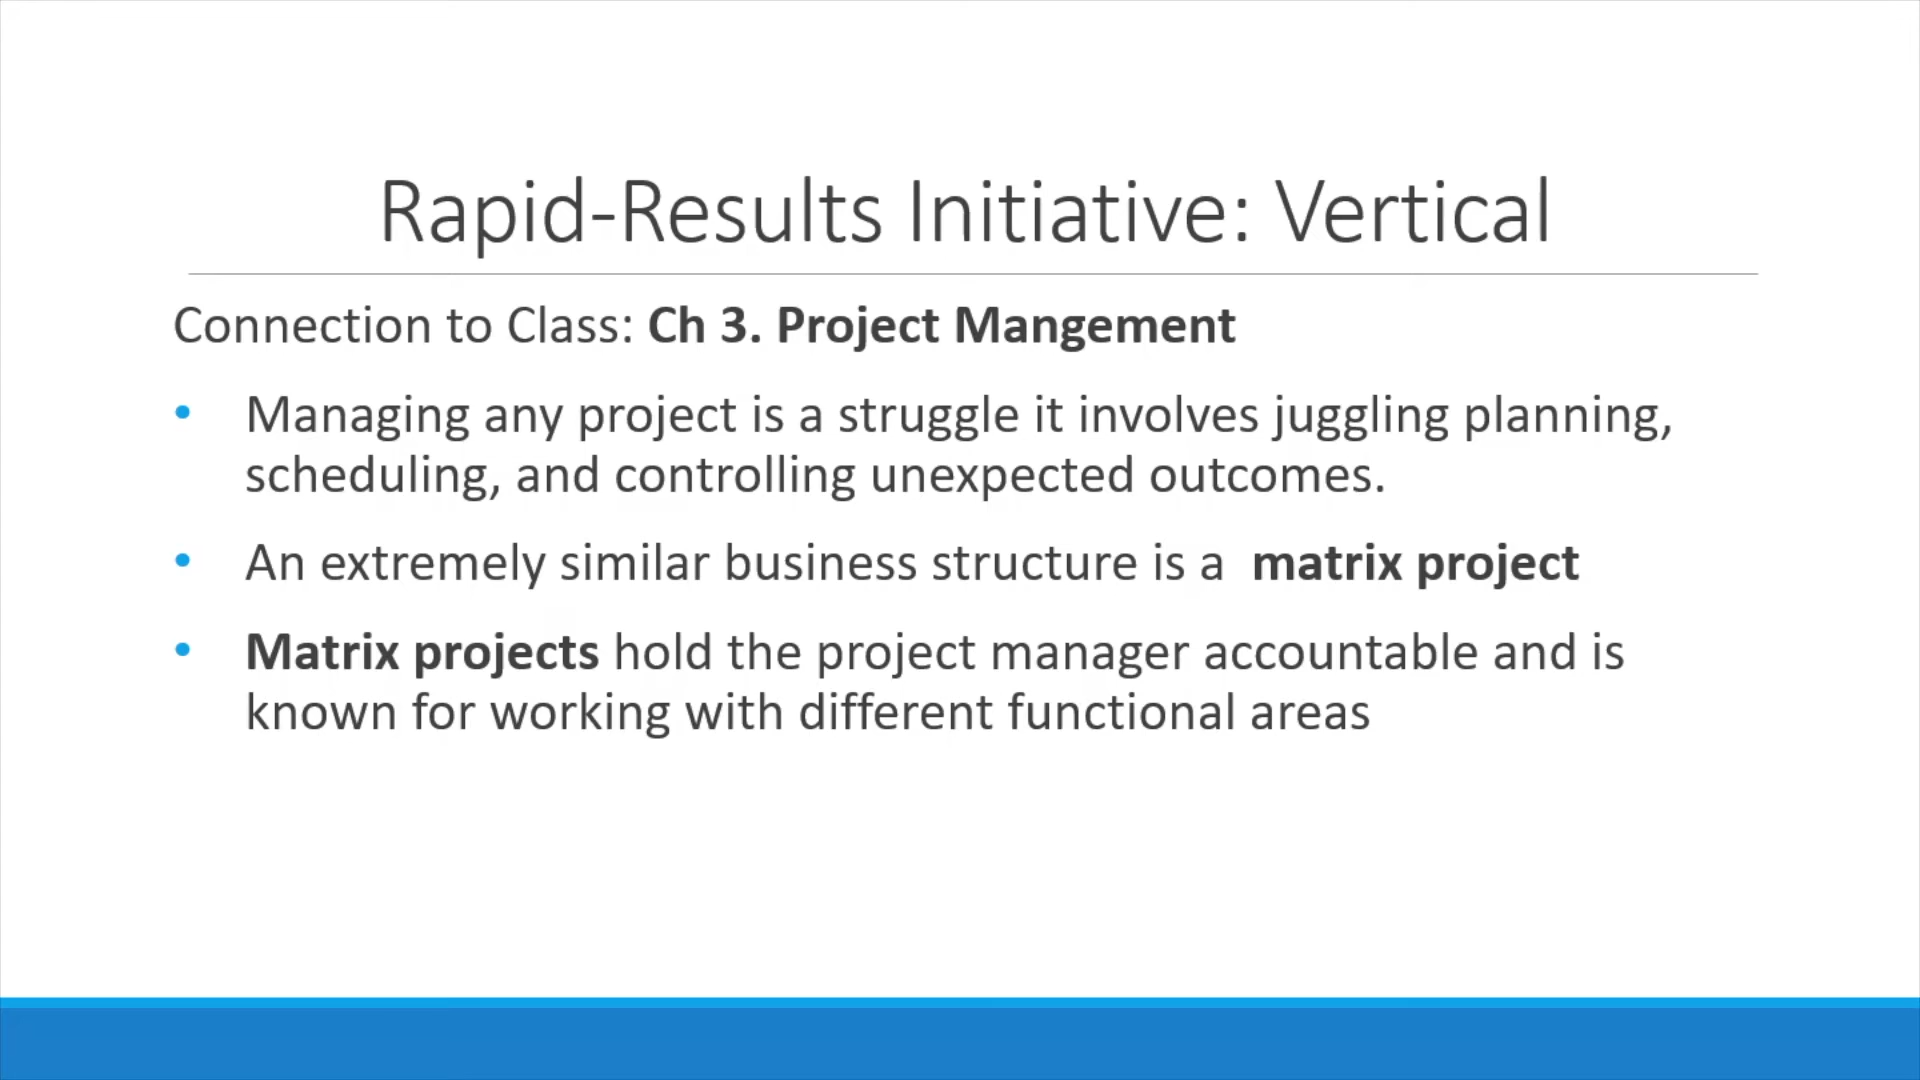 Rapid-Results Initiative: Vertical
Connection to Class: Ch 3. Project Mangement
• Managing any project is a struggle it involves juggling planning,
scheduling, and controlling unexpected outcomes.
• An extremely similar business structure is a  matrix project
• Matrix projects hold the project manager accountable and is
known for working with different functional areas